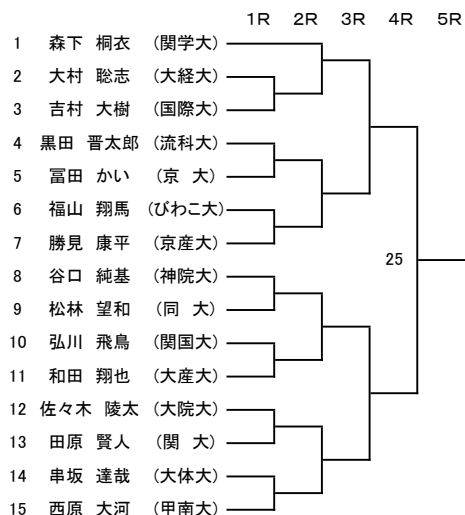 1R 2R 3R 4R 5R
1 森下 桐衣 (関学大)
2 大村 聡志 (大経大)
3 吉村 大樹 (国際大)
4 黒田 晋太郎 (流科大)
5 冨田 かい (京 大)
6 福山 翔馬 (びわこ大)
7 勝見 康平 (京産大)
8 谷口 純基 (神院大)
25
9 松林 望和 (同 大)
10 弘川 飛鳥 (関国大)
11 和田 翔也 (大産大)
12 佐々木 陵太 (大院大)
13 田原 賢人 (関 大)
14 串坂 達哉 (大体大)
15 西原 大河 (甲南大)